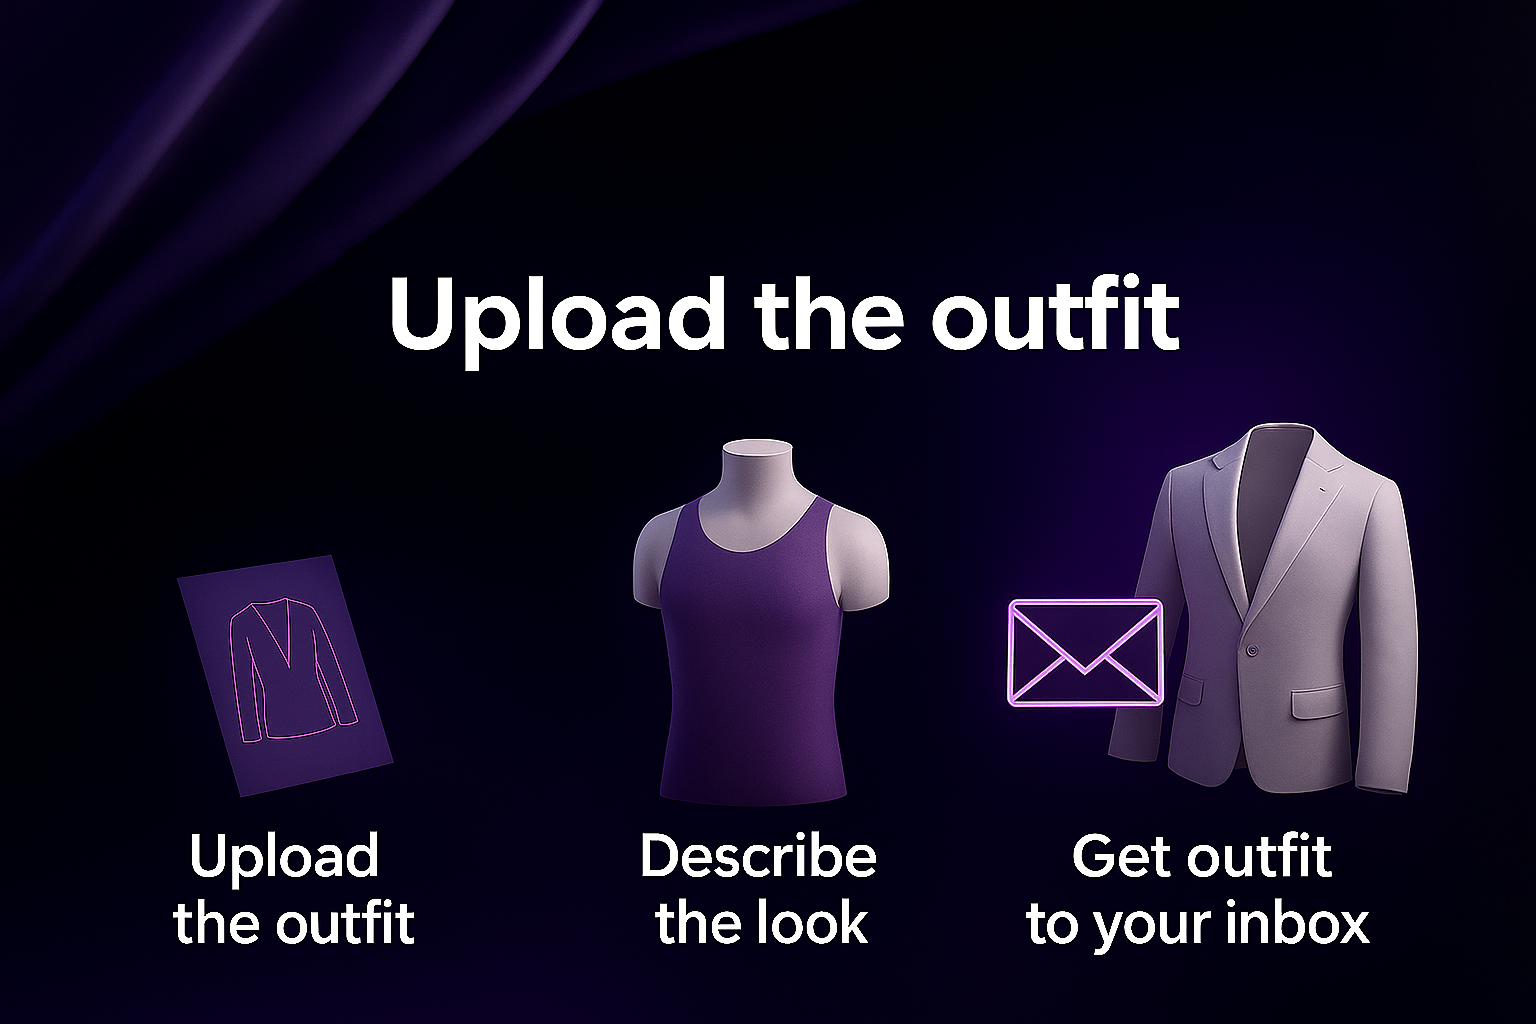 Upload the outfit
Upload
the outfit
Describe
the look
Get outfit
to your inbox